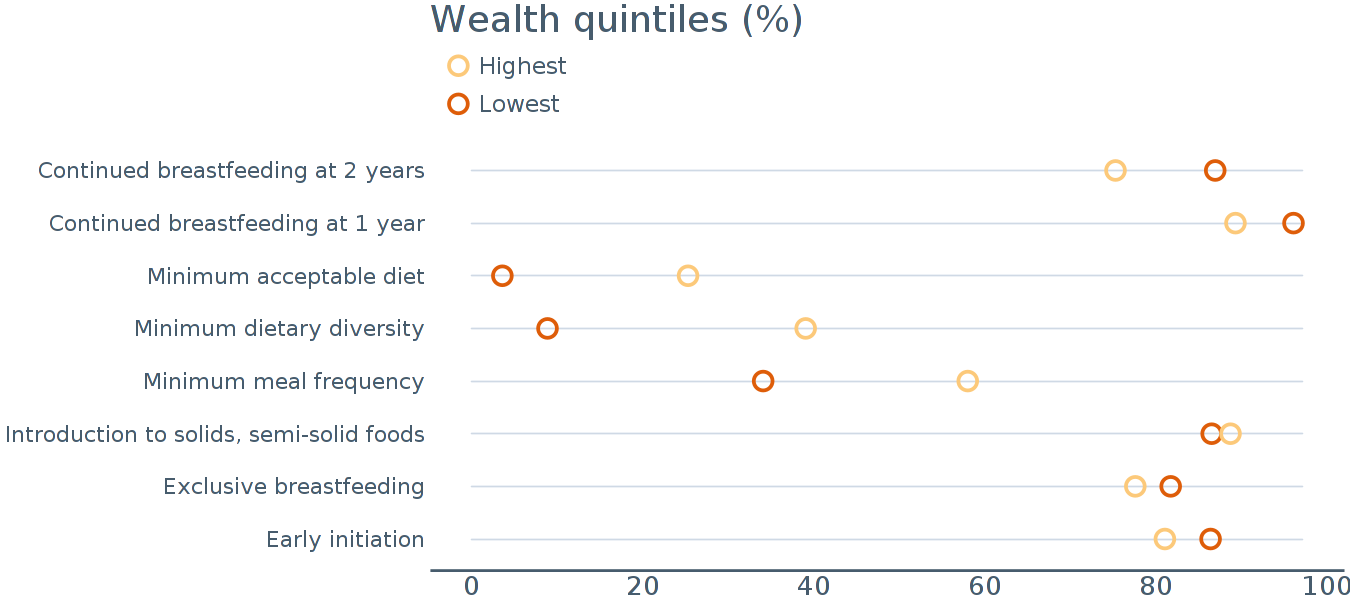 Wealth quintiles (%)
Highest
Lowest
Continued breastfeeding at 2 years
Continued breastfeeding at 1 year
Minimum acceptable diet
Minimum dietary diversity
Minimum meal frequency
Introduction to solids, semi-solid foods
Exclusive breastfeeding
Early initiation
0 20 40 60 80 100